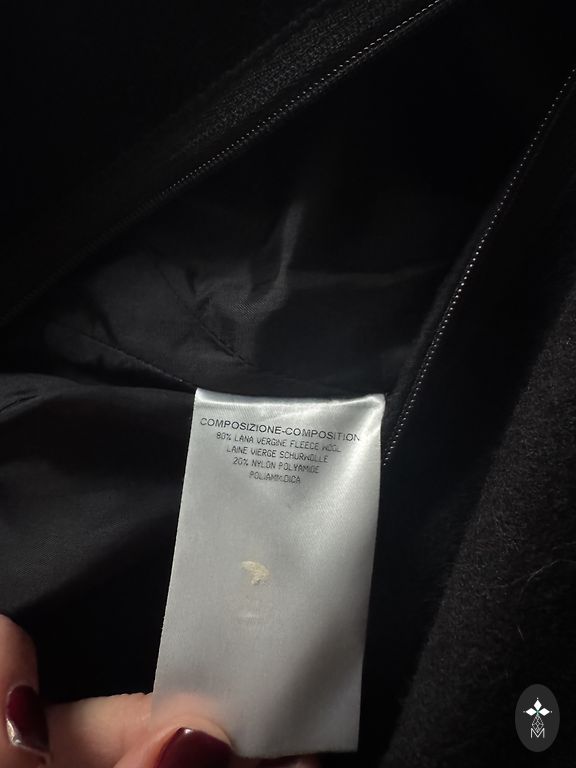 COMPOSIZIONE-COMPOSITION
80% LANA VERGINE FLEECE WOOL
LAINE VIERGE SCHURWOLLE
20% NYLON POLYAMIDE
POLIAMMIDICA
M